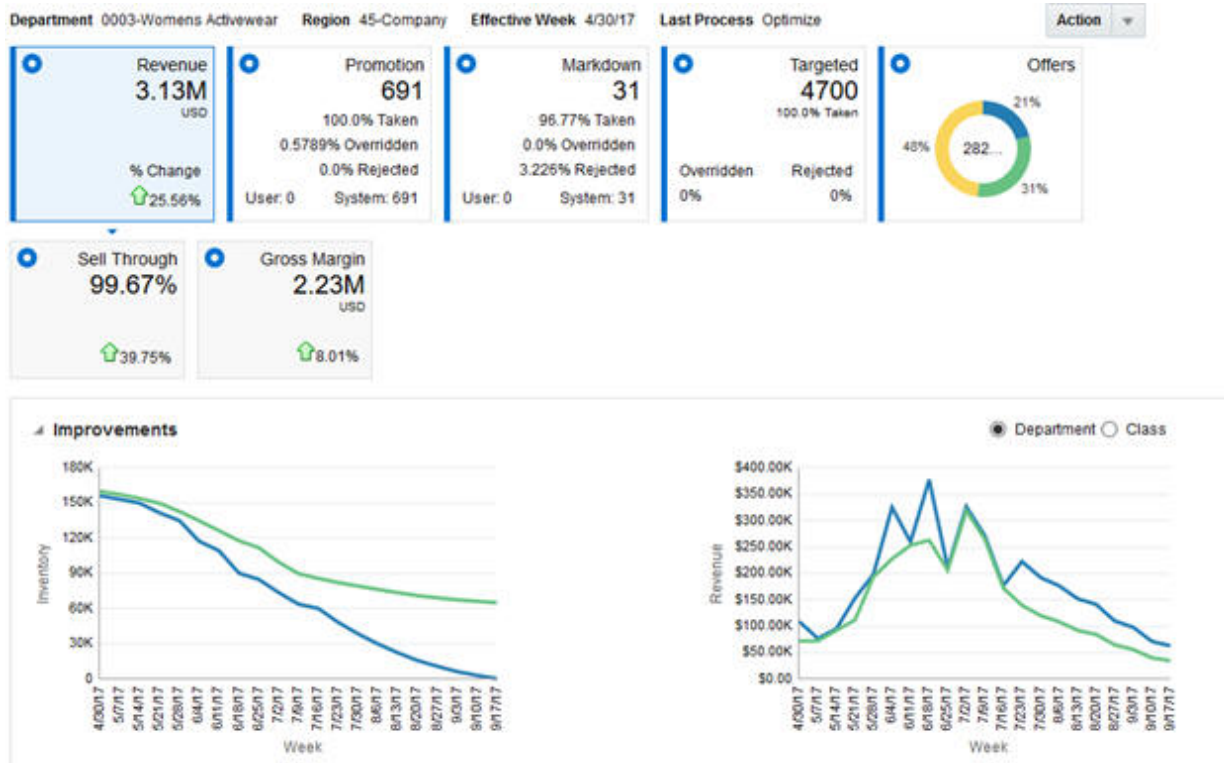 Department 0003-Womens Activewear Region 45-Company Effective Week 4/30/17 Last Process Optimize Action
Revenue
3.13M
USD
% Change
25.56%
Promotion
691
100.0% Taken
0.5789% Overridden
0.0% Rejected
User: 0 System: 691
Markdown
31
96.77% Taken
0.0% Overridden
3.226% Rejected
User: 0 System: 31
Targeted
4700
100.0% Taken
Overridden Rejected
0% 0%
Offers
21%
48%
282...
31%
Sell Through
99.67%
39.75%
Gross Margin
2.23M
USD
8.01%
Improvements
Department Class
180K
150K
120K
90K
60K
30K
0
Inventory
4/30/17
5/7/17
5/14/17
5/21/17
5/28/17
6/4/17
6/11/17
6/18/17
6/25/17
7/2/17
7/9/17
7/16/17
7/23/17
7/30/17
8/6/17
8/13/17
8/20/17
8/27/17
9/3/17
9/10/17
9/17/17
Week
$400.00K
$350.00K
$300.00K
$250.00K
$200.00K
$150.00K
$100.00K
$50.00K
$0.00
Revenue
4/30/17
5/7/17
5/14/17
5/21/17
5/28/17
6/4/17
6/11/17
6/18/17
6/25/17
7/2/17
7/9/17
7/16/17
7/23/17
7/30/17
8/6/17
8/13/17
8/20/17
8/27/17
9/3/17
9/10/17
9/17/17
Week